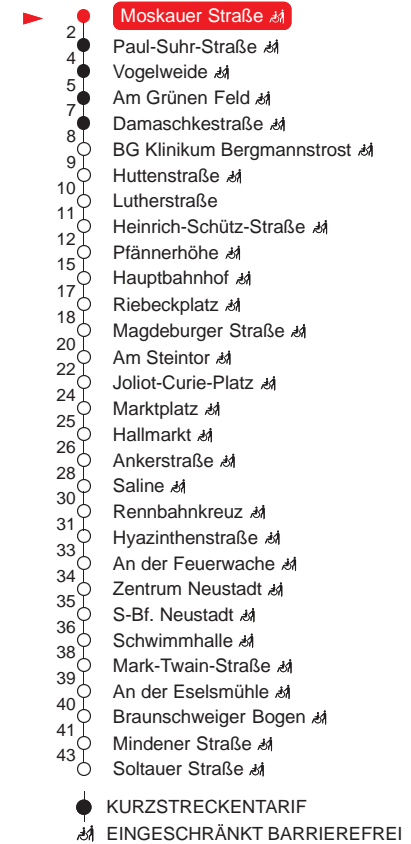 Moskauer Straße
2
Paul-Suhr-Straße
4
Vogelweide
5
Am Grünen Feld
7
Damaschkestraße
8
BG Klinikum Bergmannstrost
9
Huttenstraße
10
Lutherstraße
11
Heinrich-Schütz-Straße
12
Pfännerhöhe
15
Hauptbahnhof
17
Riebeckplatz
18
Magdeburger Straße
20
Am Steintor
22
Joliot-Curie-Platz
24
Marktplatz
25
Hallmarkt
26
Ankerstraße
28
Saline
30
Rennbahnkreuz
31
Hyazinthenstraße
33
An der Feuerwache
34
Zentrum Neustadt
35
S-Bf. Neustadt
36
Schwimmhalle
38
Mark-Twain-Straße
39
An der Eselsmühle
40
Braunschweiger Bogen
41
Mindener Straße
43
Soltauer Straße
KURZSTRECKENTARIF
EINGESCHRÄNKT BARRIEREFREI